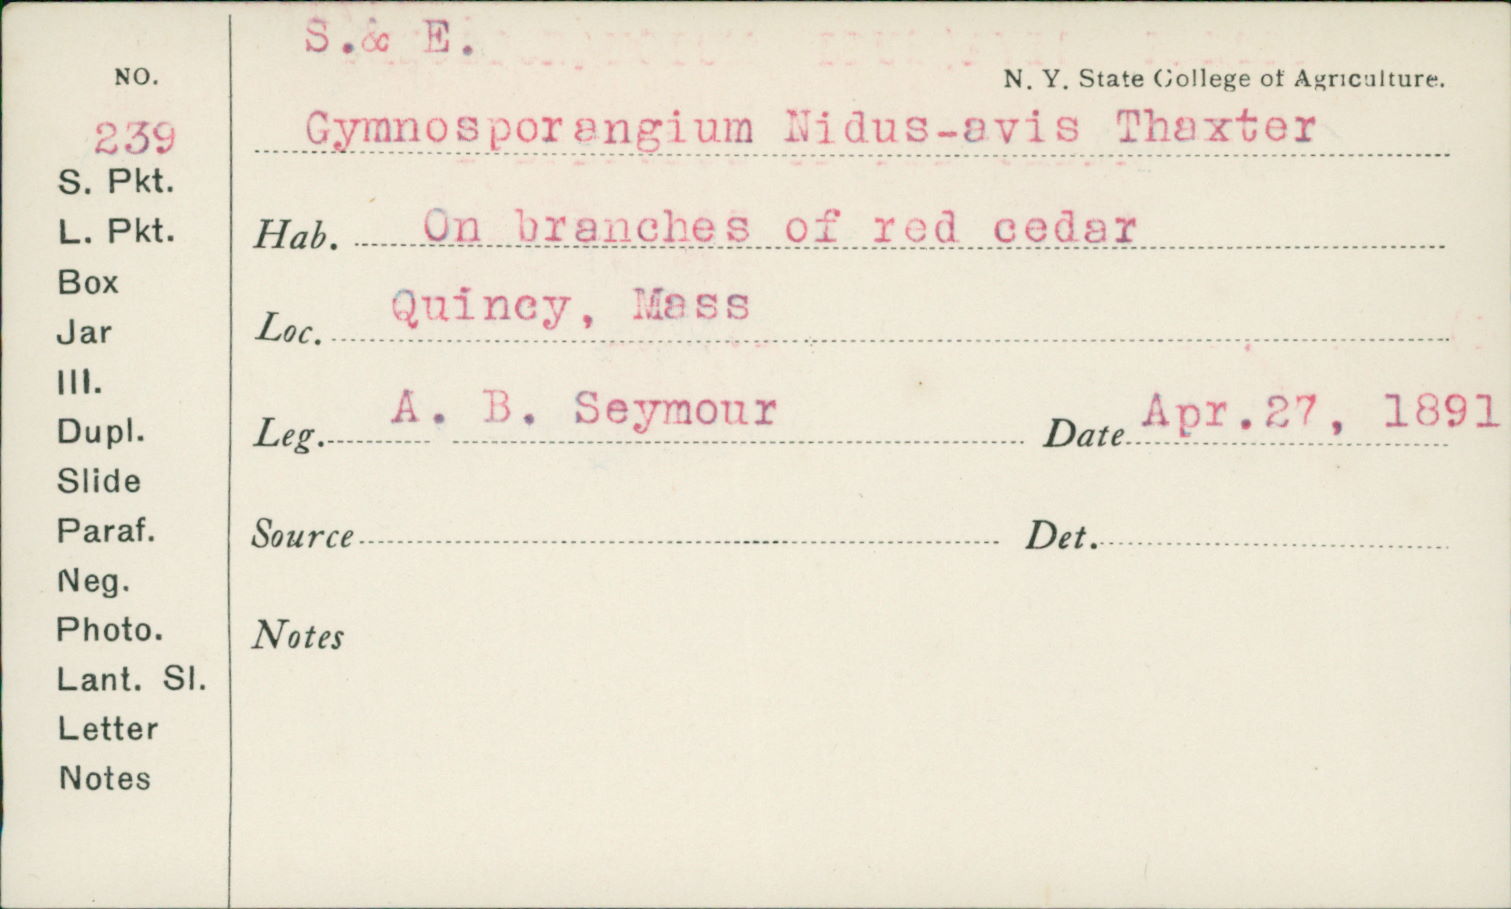 S.& E.
NO.
N. Y. State College of Agriculture.
239
Gymnosporangium Nidus-avis Thaxter
S. Pkt.
L. Pkt.
Hab. On branches of red cedar
Box
Quincy, Mass
Jar
Loc.
Ill.
A. B. Seymour
Apr.27, 1891
Dupl.
Leg.
Date
Slide
Paraf.
Source
Det.
Neg.
Photo.
Notes
Lant. Sl.
Letter
Notes